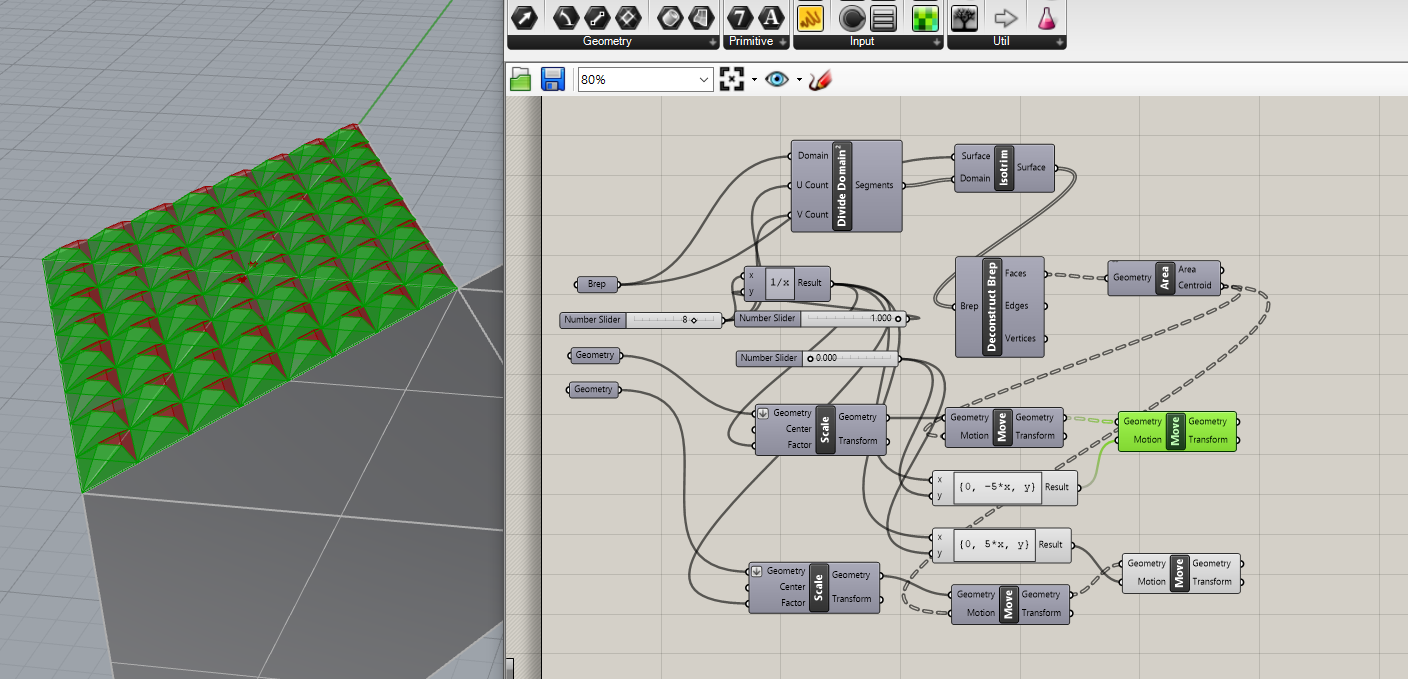 7 A
Geometry Primitive Input Util
80%
Domain
U Count
V Count
Divide Domain²
Segments
Surface
Domain
Isotrim
Surface
Brep
x
y
1/x
Result
Number Slider 8
Number Slider 1.000
Number Slider 0.000
Brep
Deconstruct Brep
Faces
Edges
Vertices
Geometry
Area
Area
Centroid
Geometry
Geometry
Geometry
Center
Factor
Scale
Geometry
Transform
Geometry
Motion
Move
Geometry
Transform
Geometry
Motion
Move
Geometry
Transform
x
y
{0, -5*x, y}
Result
x
y
{0, 5*x, y}
Result
Geometry
Center
Factor
Scale
Geometry
Transform
Geometry
Motion
Move
Geometry
Transform
Geometry
Motion
Move
Geometry
Transform